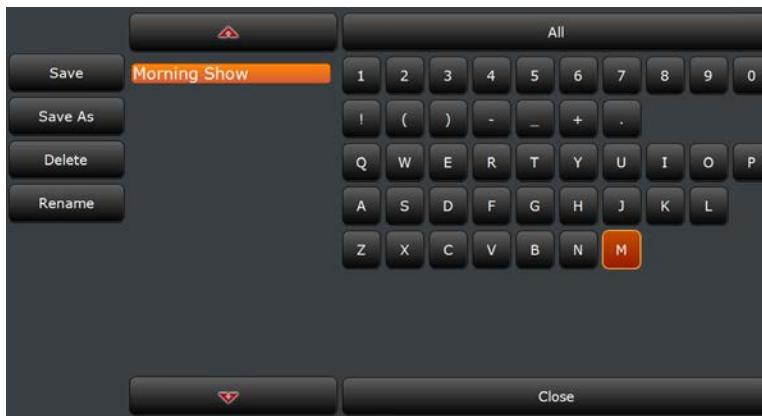 All
Save Morning Show 1 2 3 4 5 6 7 8 9 0
Save As ! ( ) - _ + .
Delete Q W E R T Y U I O P
Rename A S D F G H J K L
Z X C V B N M
Close